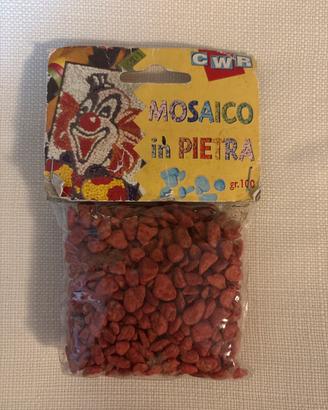 CWR
MOSAICO
in PIETRA
gr.100